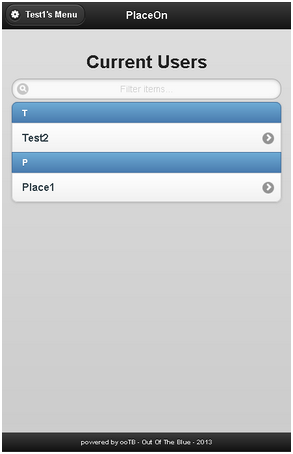 Test1's Menu
PlaceOn
Current Users
Filter items...
T
Test2
P
Place1
powered by ooTB - Out Of The Blue - 2013